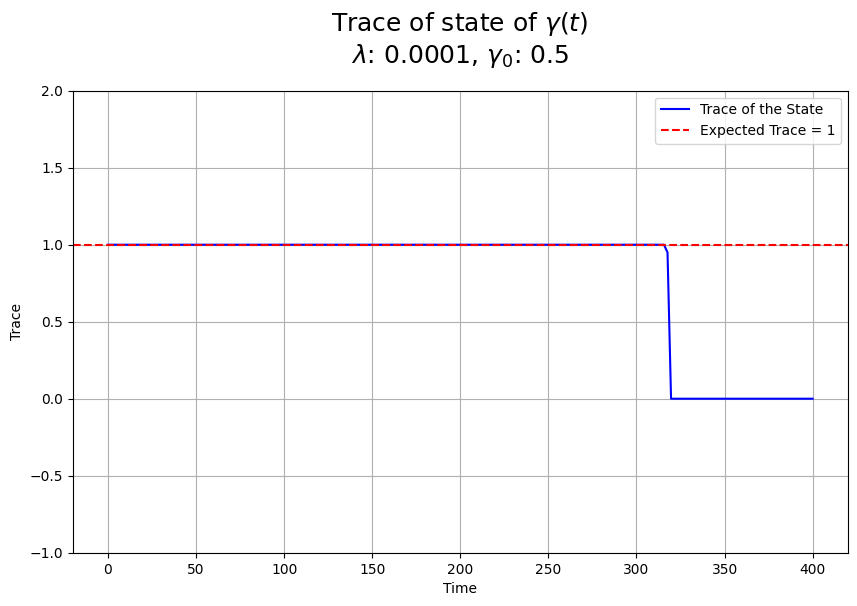 Trace of state of γ(t)
λ: 0.0001, γ₀: 0.5
2.0
1.5
1.0
0.5
0.0
−0.5
−1.0
Trace
Trace of the State
Expected Trace = 1
0 50 100 150 200 250 300 350 400
Time